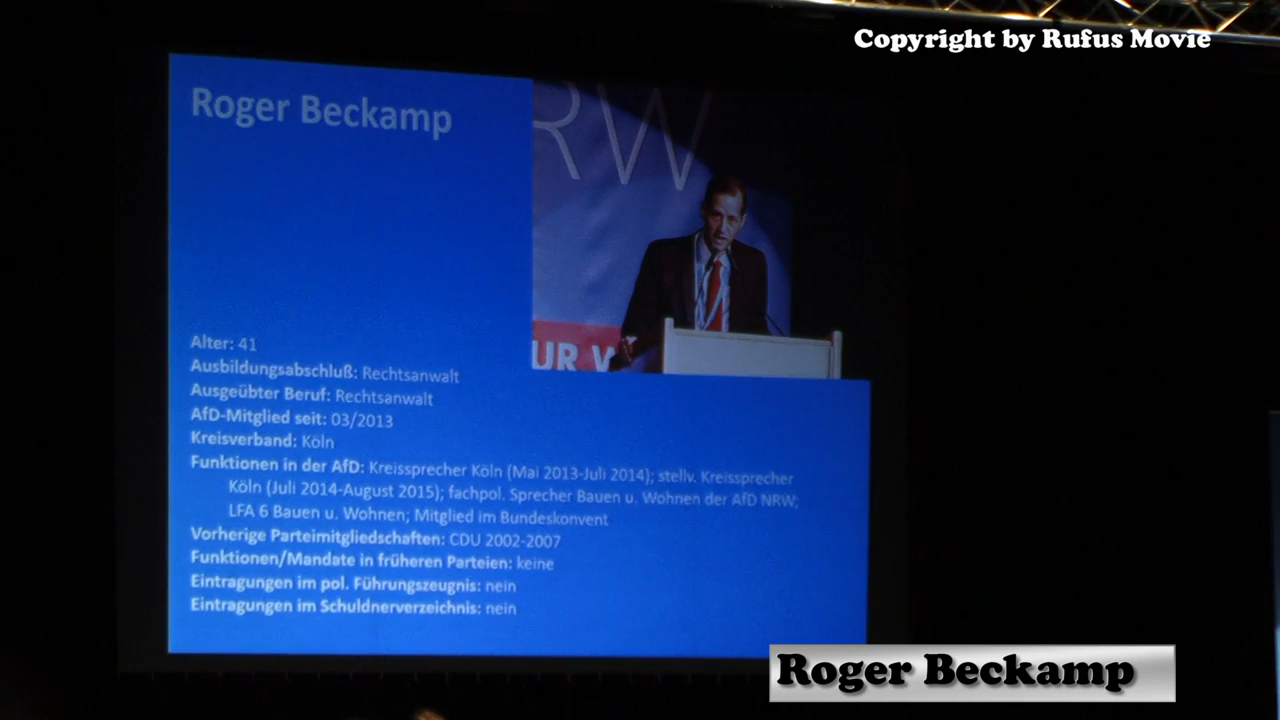 Copyright by Rufus Movie
Roger Beckamp
RW
UR
Alter: 41
Ausbildungsabschluß: Rechtsanwalt
Ausgeübter Beruf: Rechtsanwalt
AfD-Mitglied seit: 03/2013
Kreisverband: Köln
Funktionen in der AfD: Kreissprecher Köln (Mai 2013-Juli 2014); stellv. Kreissprecher
Köln (Juli 2014-August 2015); fachpol. Sprecher Bauen u. Wohnen der AfD NRW;
LFA 6 Bauen u. Wohnen; Mitglied im Bundeskonvent
Vorherige Parteimitgliedschaften: CDU 2002-2007
Funktionen/Mandate in früheren Parteien: keine
Eintragungen im pol. Führungszeugnis: nein
Eintragungen im Schuldnerverzeichnis: nein
Roger Beckamp